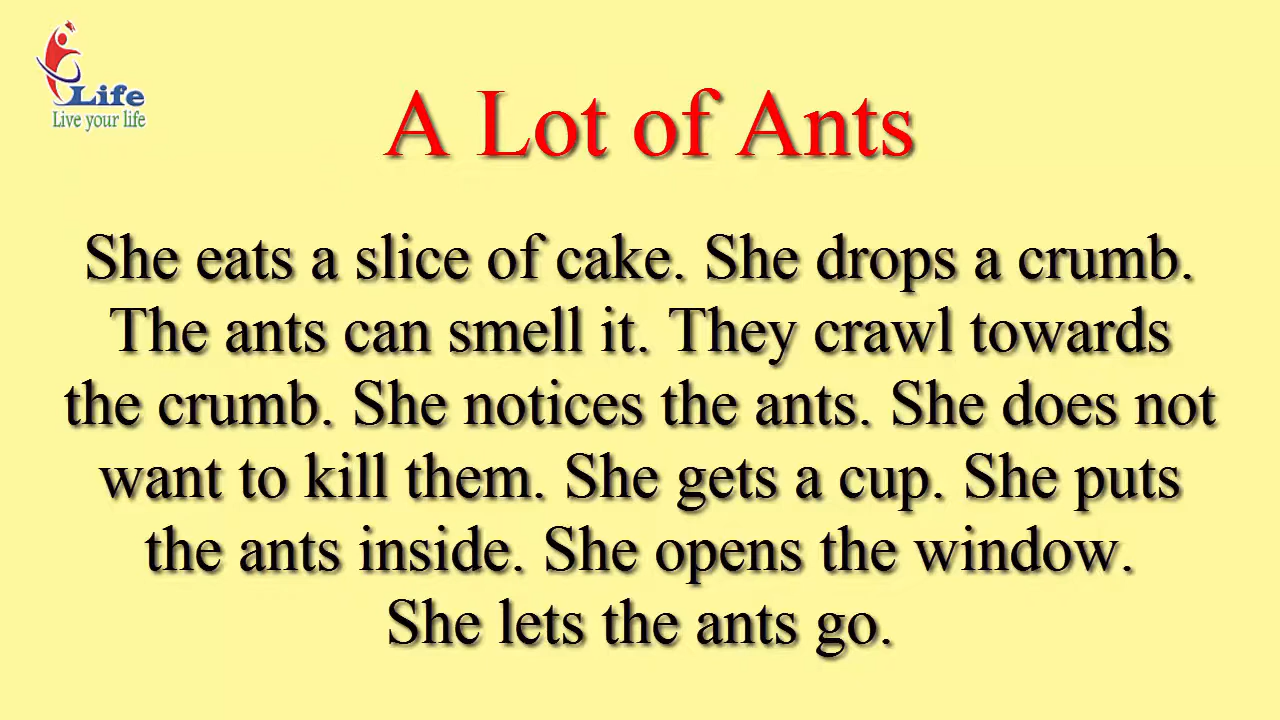 Life
Live your life
A Lot of Ants
She eats a slice of cake. She drops a crumb.
The ants can smell it. They crawl towards
the crumb. She notices the ants. She does not
want to kill them. She gets a cup. She puts
the ants inside. She opens the window.
She lets the ants go.